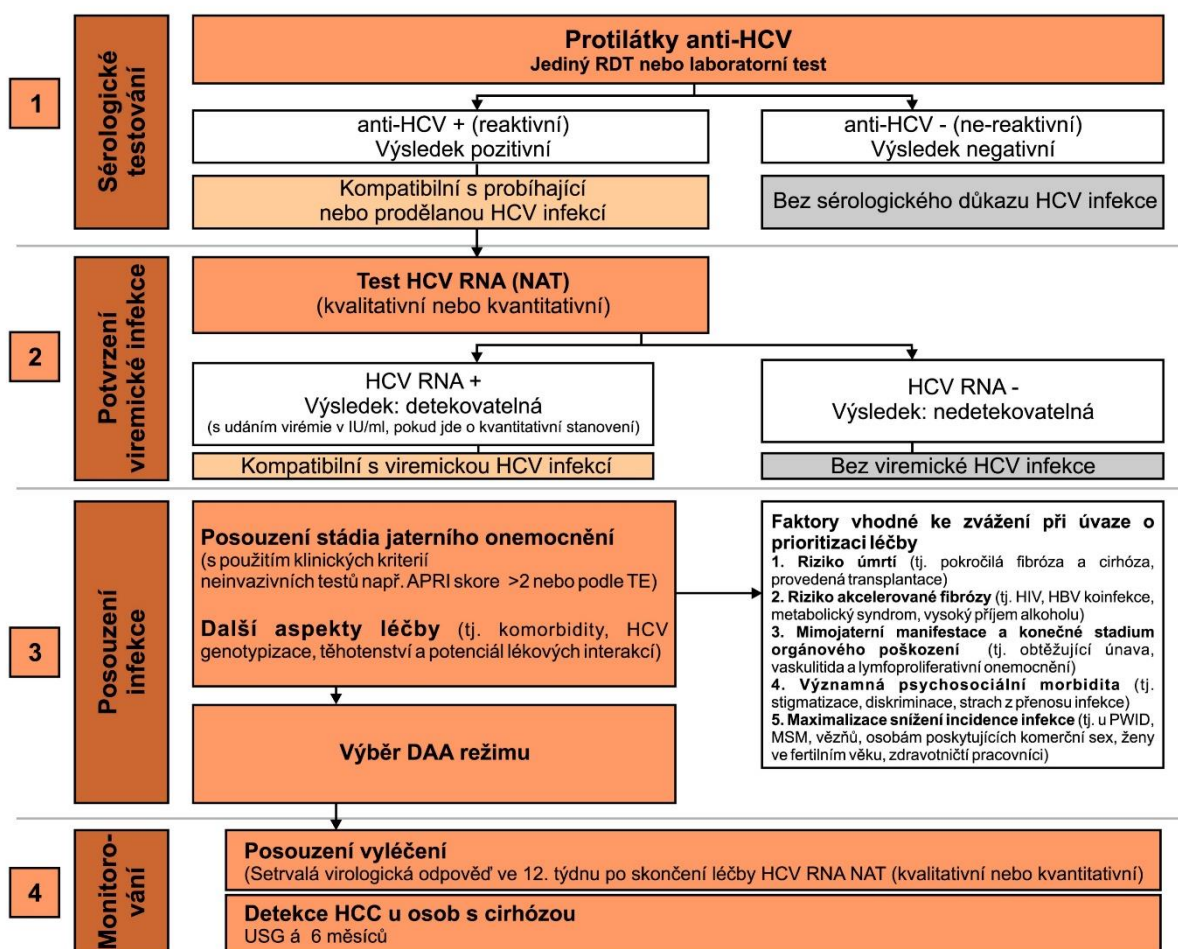 1
Sérologické
testování
Protilátky anti-HCV
Jediný RDT nebo laboratorní test
anti-HCV + (reaktivní)
Výsledek pozitivní
anti-HCV - (ne-reaktivní)
Výsledek negativní
Kompatibilní s probíhající
nebo prodělanou HCV infekcí
Bez sérologického důkazu HCV infekce
2
Potvrzení
viremické infekce
Test HCV RNA (NAT)
(kvalitativní nebo kvantitativní)
HCV RNA +
Výsledek: detekovatelná
(s udáním virémie v IU/ml, pokud jde o kvantitativní stanovení)
HCV RNA -
Výsledek: nedetekovatelná
Kompatibilní s viremickou HCV infekcí
Bez viremické HCV infekce
3
Posouzení
infekce
Posouzení stádia jaterního onemocnění
(s použitím klinických kriterií
neinvazivních testů např. APRI skore >2 nebo podle TE)
Další aspekty léčby (tj. komorbidity, HCV
genotypizace, těhotenství a potenciál lékových interakcí)
Výběr DAA režimu
Faktory vhodné ke zvážení při úvaze o
prioritizaci léčby
1. Riziko úmrtí (tj. pokročilá fibróza a cirhóza,
provedená transplantace)
2. Riziko akcelerované fibrózy (tj. HIV, HBV koinfekce,
metabolický syndrom, vysoký příjem alkoholu)
3. Mimojaterní manifestace a konečné stadium
orgánového poškození (tj. obtěžující únava,
vaskulitida a lymfoproliferativní onemocnění)
4. Významná psychosociální morbidita (tj.
stigmatizace, diskriminace, strach z přenosu infekce)
5. Maximalizace snížení incidence infekce (tj. u PWID,
MSM, vězňů, osobám poskytujících komerční sex, ženy
ve fertilním věku, zdravotničtí pracovníci)
4
Monitoro-
vání
Posouzení vyléčení
(Setrvalá virologická odpověď ve 12. týdnu po skončení léčby HCV RNA NAT (kvalitativní nebo kvantitativní)
Detekce HCC u osob s cirhózou
USG á 6 měsíců